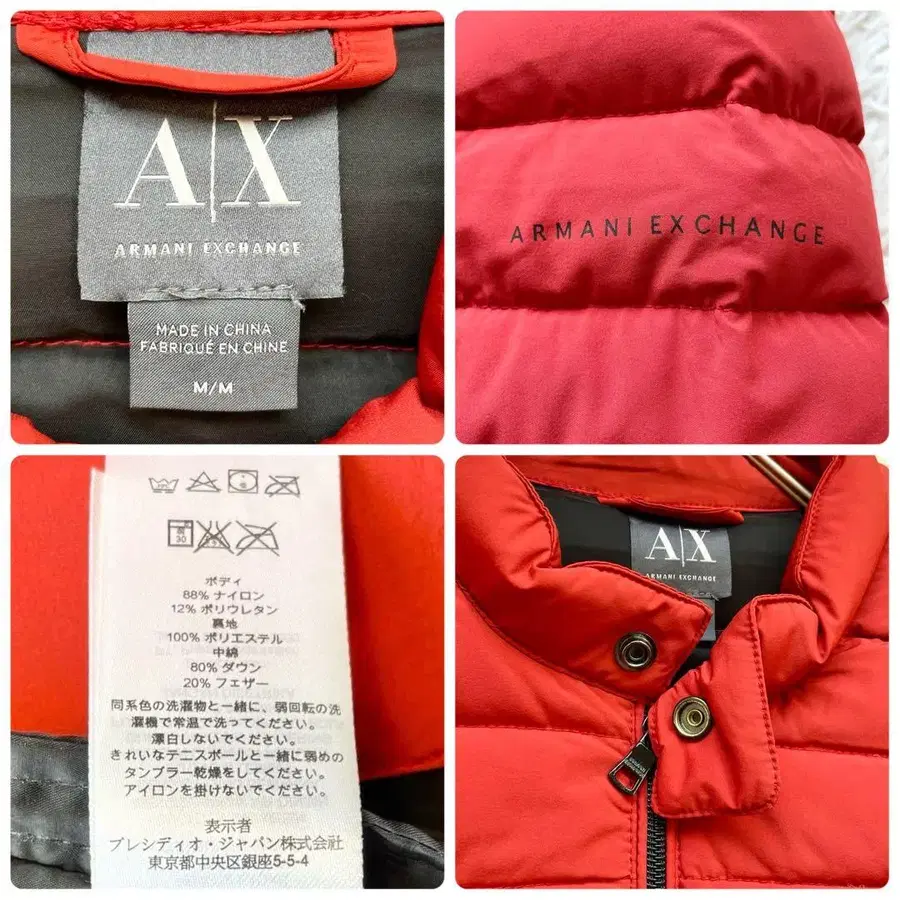 A|X
ARMANI EXCHANGE
MADE IN CHINA
FABRIQUÉ EN CHINE
M/M
ARMANI EXCHANGE
ボディ
88% ナイロン
12% ポリウレタン
裏地
100% ポリエステル
中綿
80% ダウン
20% フェザー
同系色の洗濯物と一緒に、弱回転の洗
濯機で常温で洗ってください。
漂白しないでください。
きれいなテニスボールと一緒に弱めの
タンブラー乾燥をしてください。
アイロンを掛けないでください。
表示者
プレシディオ・ジャパン株式会社
東京都中央区銀座5-5-4
A|X
ARMANI EXCHANGE